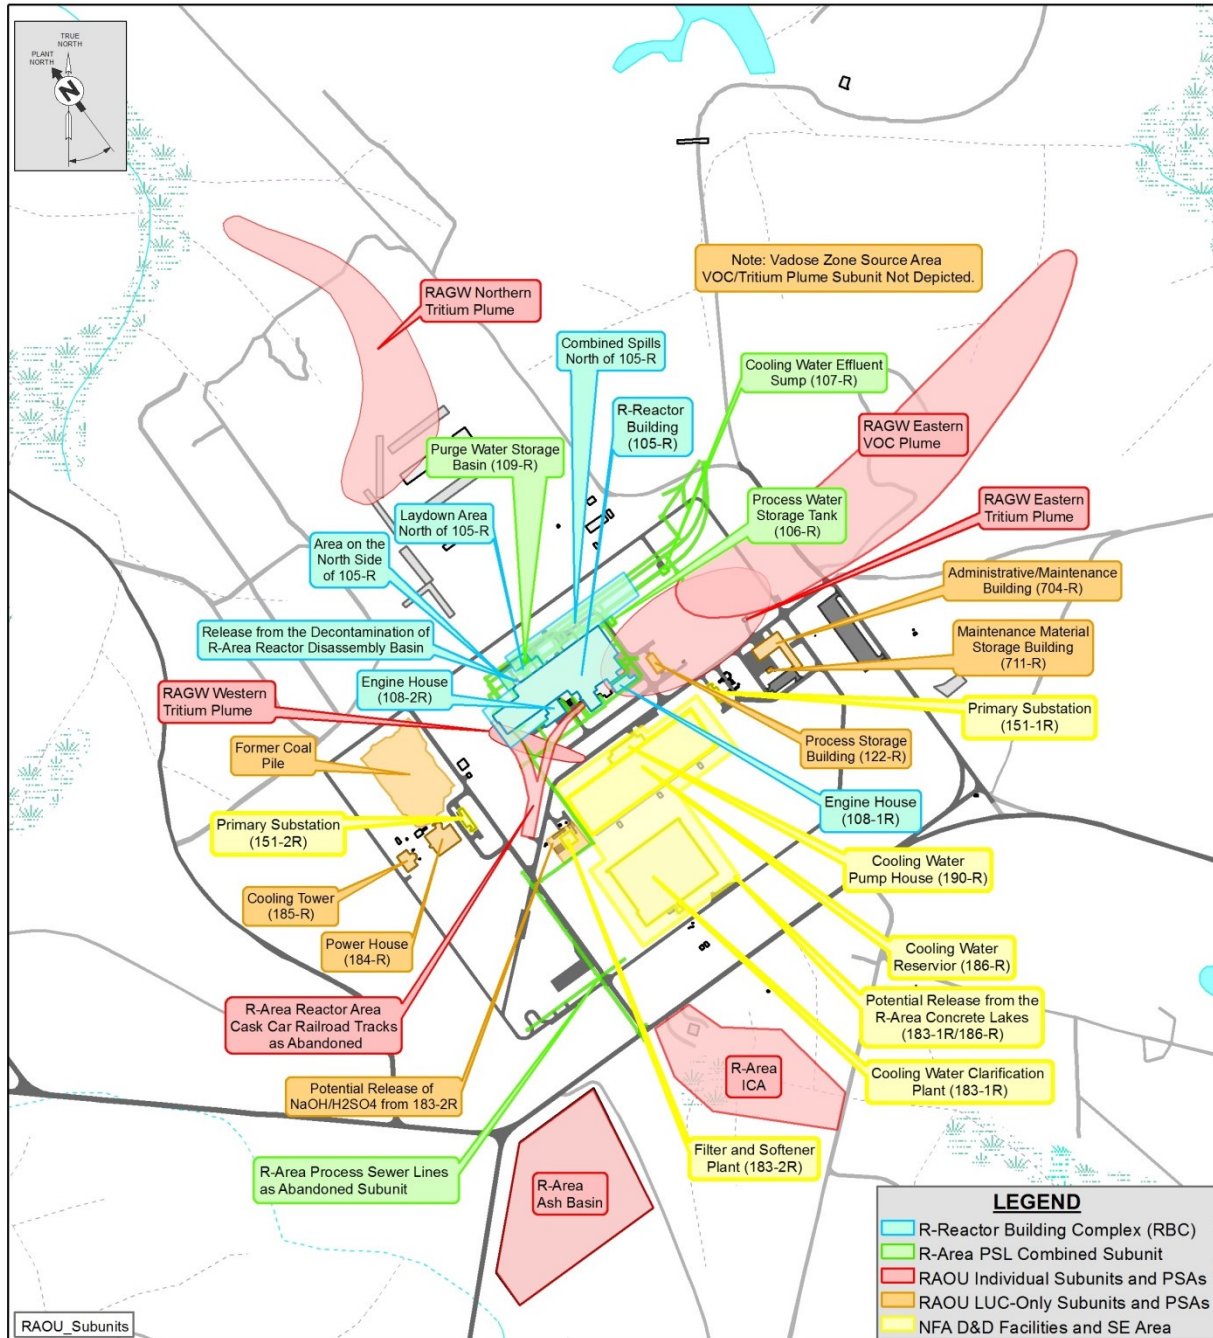 TRUE
NORTH
PLANT
NORTH
N
Note: Vadose Zone Source Area
VOC/Tritium Plume Subunit Not Depicted.
RAGW Northern
Tritium Plume
Combined Spills
North of 105-R
Cooling Water Effluent
Sump (107-R)
R-Reactor
Building
(105-R)
RAGW Eastern
VOC Plume
Purge Water Storage
Basin (109-R)
Laydown Area
North of 105-R
Process Water
Storage Tank
(106-R)
RAGW Eastern
Tritium Plume
Area on the
North Side
of 105-R
Administrative/Maintenance
Building (704-R)
Release from the Decontamination of
R-Area Reactor Disassembly Basin
Maintenance Material
Storage Building
(711-R)
Engine House
(108-2R)
RAGW Western
Tritium Plume
Primary Substation
(151-1R)
Former Coal
Pile
Process Storage
Building (122-R)
Engine House
(108-1R)
Primary Substation
(151-2R)
Cooling Water
Pump House (190-R)
Cooling Tower
(185-R)
Power House
(184-R)
Cooling Water
Reservior (186-R)
R-Area Reactor Area
Cask Car Railroad Tracks
as Abandoned
Potential Release from the
R-Area Concrete Lakes
(183-1R/186-R)
R-Area
ICA
Cooling Water Clarification
Plant (183-1R)
Potential Release of
NaOH/H2SO4 from 183-2R
Filter and Softener
Plant (183-2R)
R-Area Process Sewer Lines
as Abandoned Subunit
R-Area
Ash Basin
LEGEND
R-Reactor Building Complex (RBC)
R-Area PSL Combined Subunit
RAOU Individual Subunits and PSAs
RAOU LUC-Only Subunits and PSAs
NFA D&D Facilities and SE Area
RAOU_Subunits